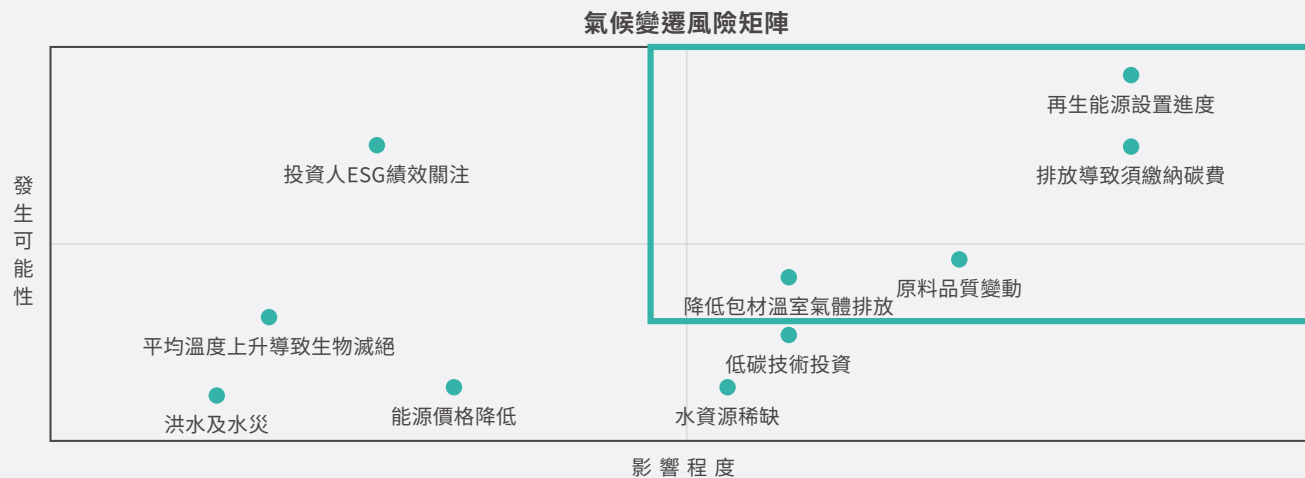 氣候變遷風險矩陣
再生能源設置進度
投資人ESG績效關注
排放導致須繳納碳費
發生可能性
原料品質變動
降低包材溫室氣體排放
平均溫度上升導致生物滅絕
低碳技術投資
洪水及水災
能源價格降低
水資源稀缺
影響程度